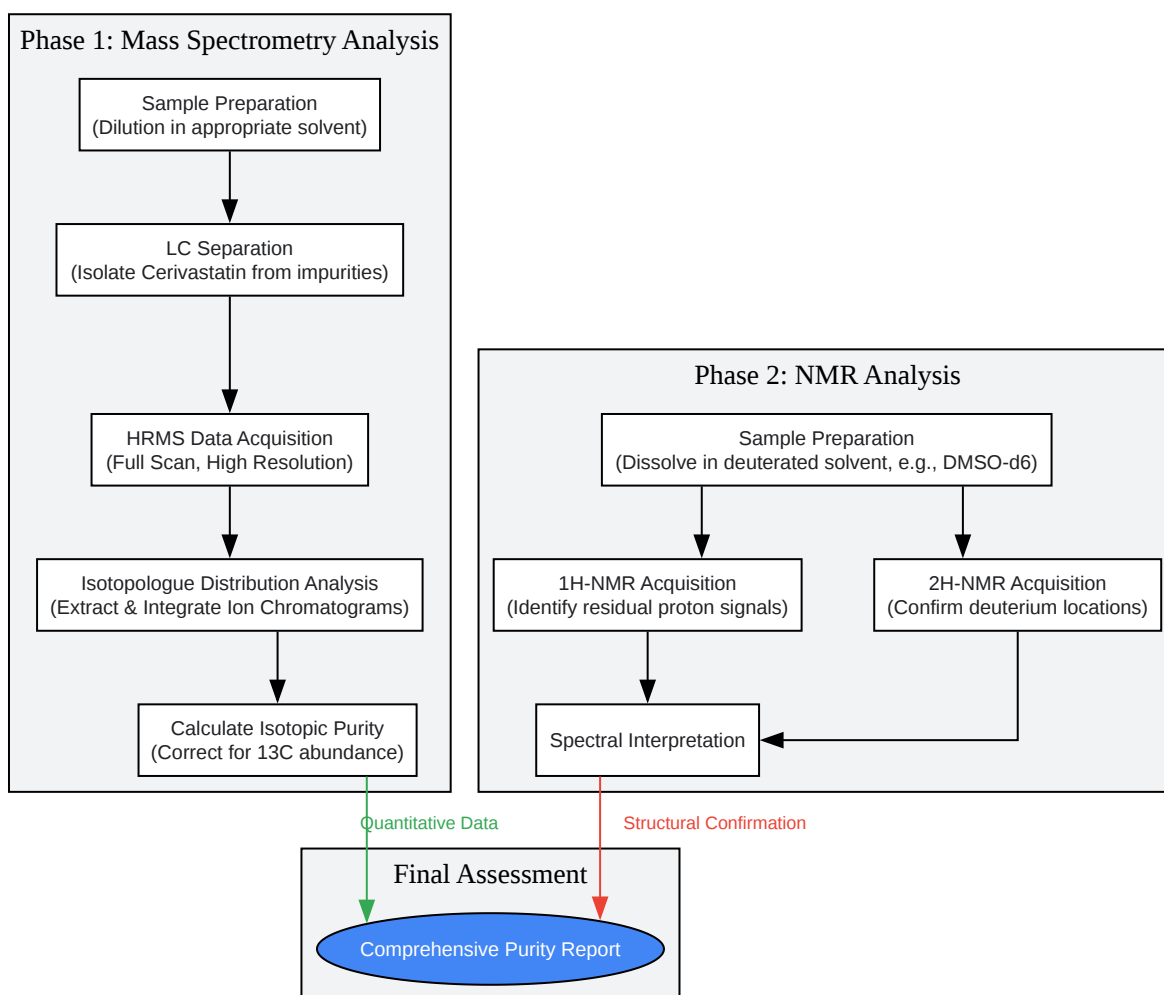 Phase 1: Mass Spectrometry Analysis
Sample Preparation
(Dilution in appropriate solvent)
LC Separation
(Isolate Cerivastatin from impurities)
HRMS Data Acquisition
(Full Scan, High Resolution)
Isotopologue Distribution Analysis
(Extract & Integrate Ion Chromatograms)
Calculate Isotopic Purity
(Correct for 13C abundance)
Quantitative Data
Phase 2: NMR Analysis
Sample Preparation
(Dissolve in deuterated solvent, e.g., DMSO-d6)
1H-NMR Acquisition
(Identify residual proton signals)
2H-NMR Acquisition
(Confirm deuterium locations)
Spectral Interpretation
Structural Confirmation
Final Assessment
Comprehensive Purity Report